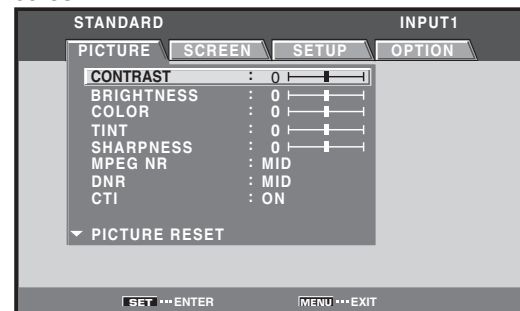 STANDARD INPUT1
PICTURE SCREEN SETUP OPTION
CONTRAST : 0
BRIGHTNESS : 0
COLOR : 0
TINT : 0
SHARPNESS : 0
MPEG NR : MID
DNR : MID
CTI : ON
PICTURE RESET
SET ENTER MENU EXIT